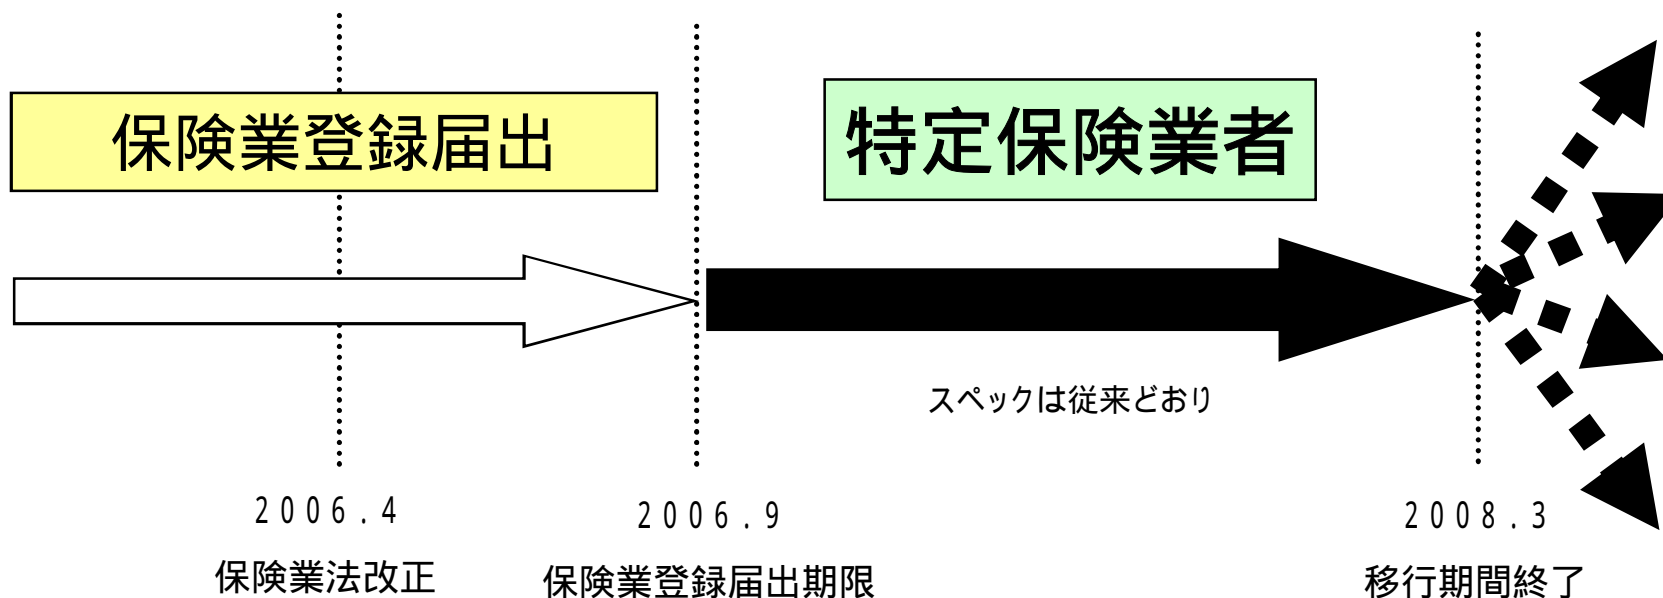 保険業登録届出
特定保険業者
スペックは従来どおり
2006.4
2006.9
2008.3
保険業法改正
保険業登録届出期限
移行期間終了